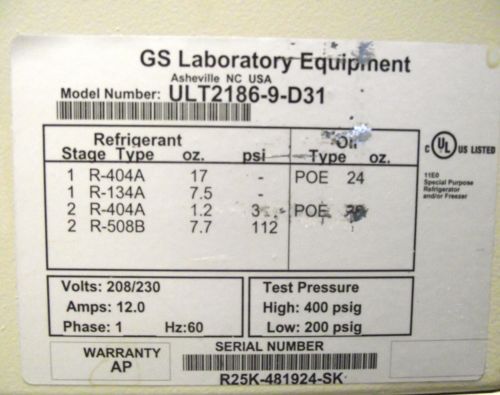 GS Laboratory Equipment
Asheville NC USA
Model Number: ULT2186-9-D31
Refrigerant Oil
Stage Type oz. psi Type oz.
1 R-404A 17 - POE 24
1 R-134A 7.5 -
2 R-404A 1.2 3 POE
2 R-508B 7.7 112
C UL US LISTED
11E0
Special Purpose
Refrigerator
and/or Freezer
Volts: 208/230
Amps: 12.0
Phase: 1 Hz:60
Test Pressure
High: 400 psig
Low: 200 psig
WARRANTY
AP
SERIAL NUMBER
R25K-481924-SK